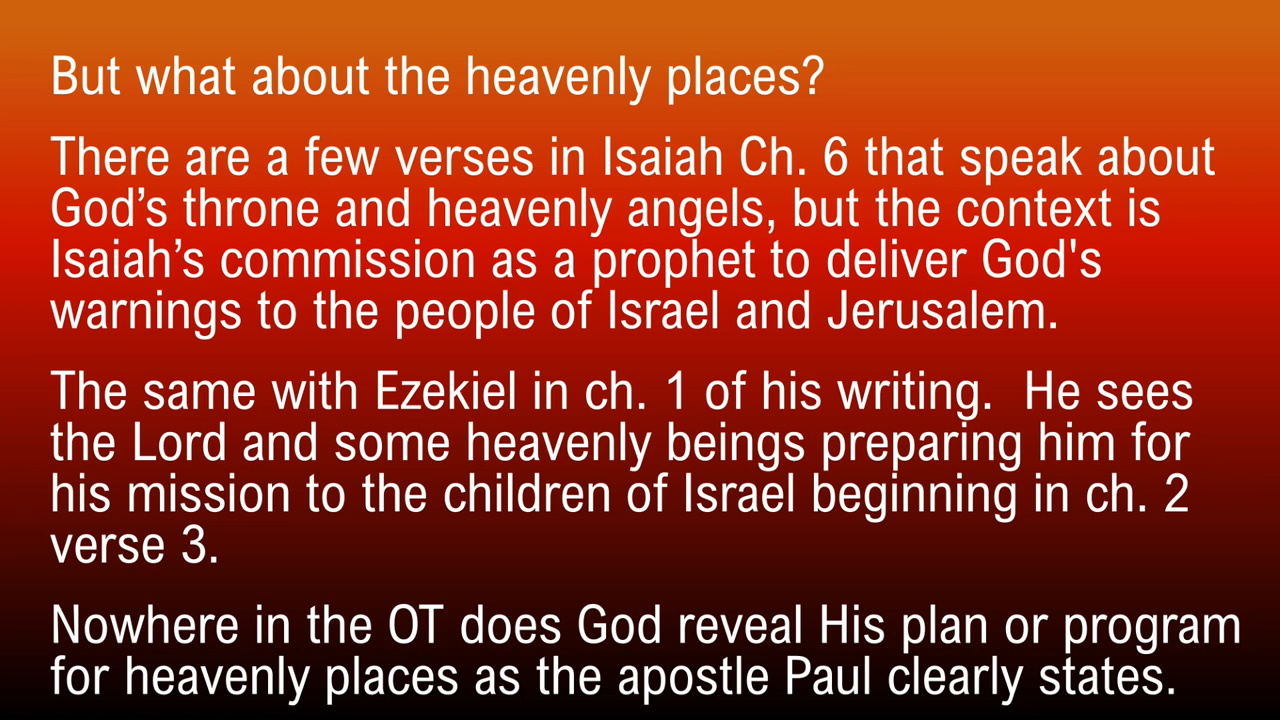 But what about the heavenly places?
There are a few verses in Isaiah Ch. 6 that speak about
God’s throne and heavenly angels, but the context is
Isaiah’s commission as a prophet to deliver God's
warnings to the people of Israel and Jerusalem.
The same with Ezekiel in ch. 1 of his writing.  He sees
the Lord and some heavenly beings preparing him for
his mission to the children of Israel beginning in ch. 2
verse 3.
Nowhere in the OT does God reveal His plan or program
for heavenly places as the apostle Paul clearly states.